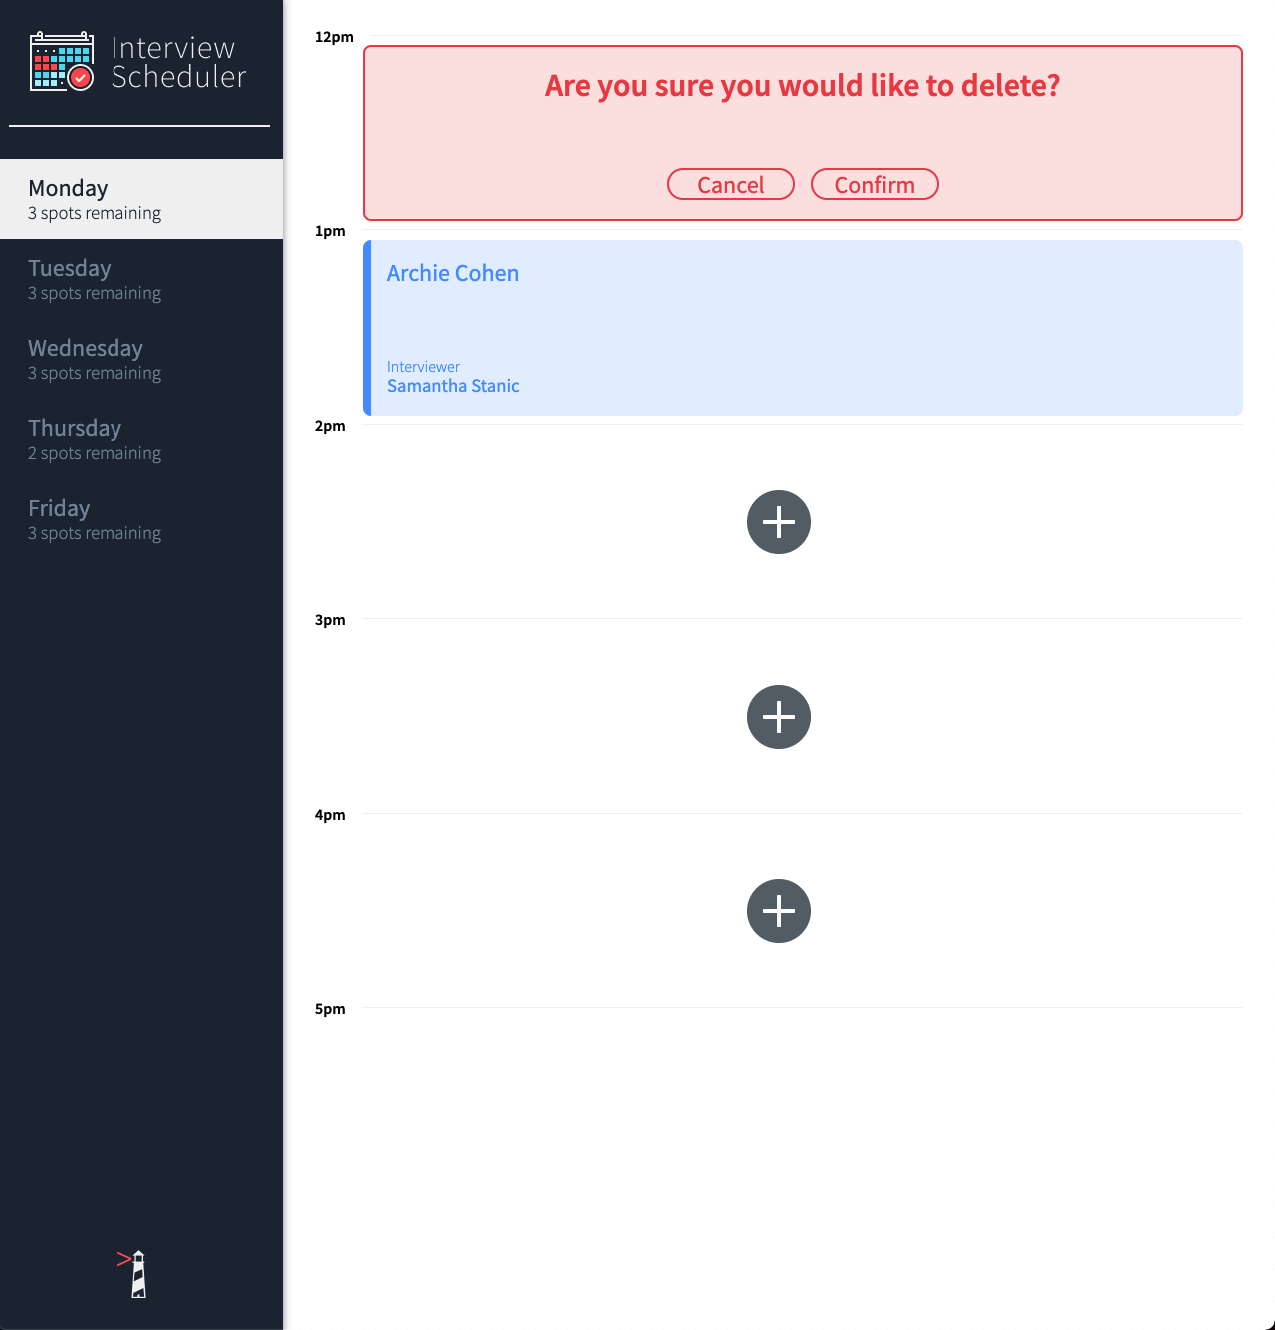 Interview
Scheduler
Monday
3 spots remaining
Tuesday
3 spots remaining
Wednesday
3 spots remaining
Thursday
2 spots remaining
Friday
3 spots remaining
12pm
Are you sure you would like to delete?
Cancel Confirm
1pm
Archie Cohen
Interviewer
Samantha Stanic
2pm
3pm
4pm
5pm